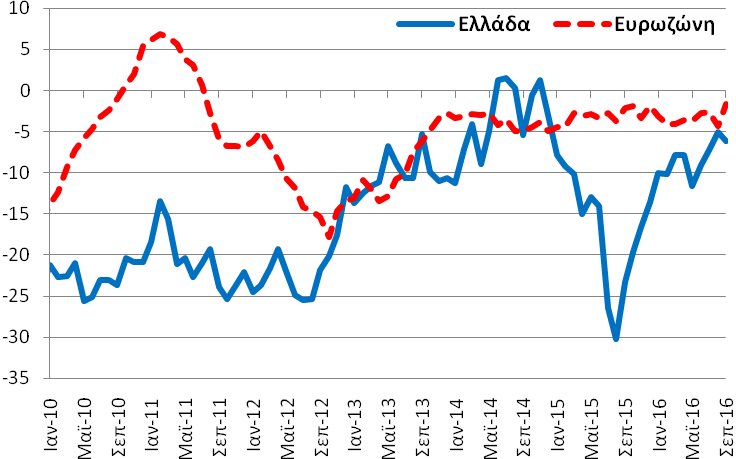 10
5
0
-5
-10
-15
-20
-25
-30
-35
Ελλάδα Ευρωζώνη
Ιαν-10
Μαϊ-10
Σεπ-10
Ιαν-11
Μαϊ-11
Σεπ-11
Ιαν-12
Μαϊ-12
Σεπ-12
Ιαν-13
Μαϊ-13
Σεπ-13
Ιαν-14
Μαϊ-14
Σεπ-14
Ιαν-15
Μαϊ-15
Σεπ-15
Ιαν-16
Μαϊ-16
Σεπ-16